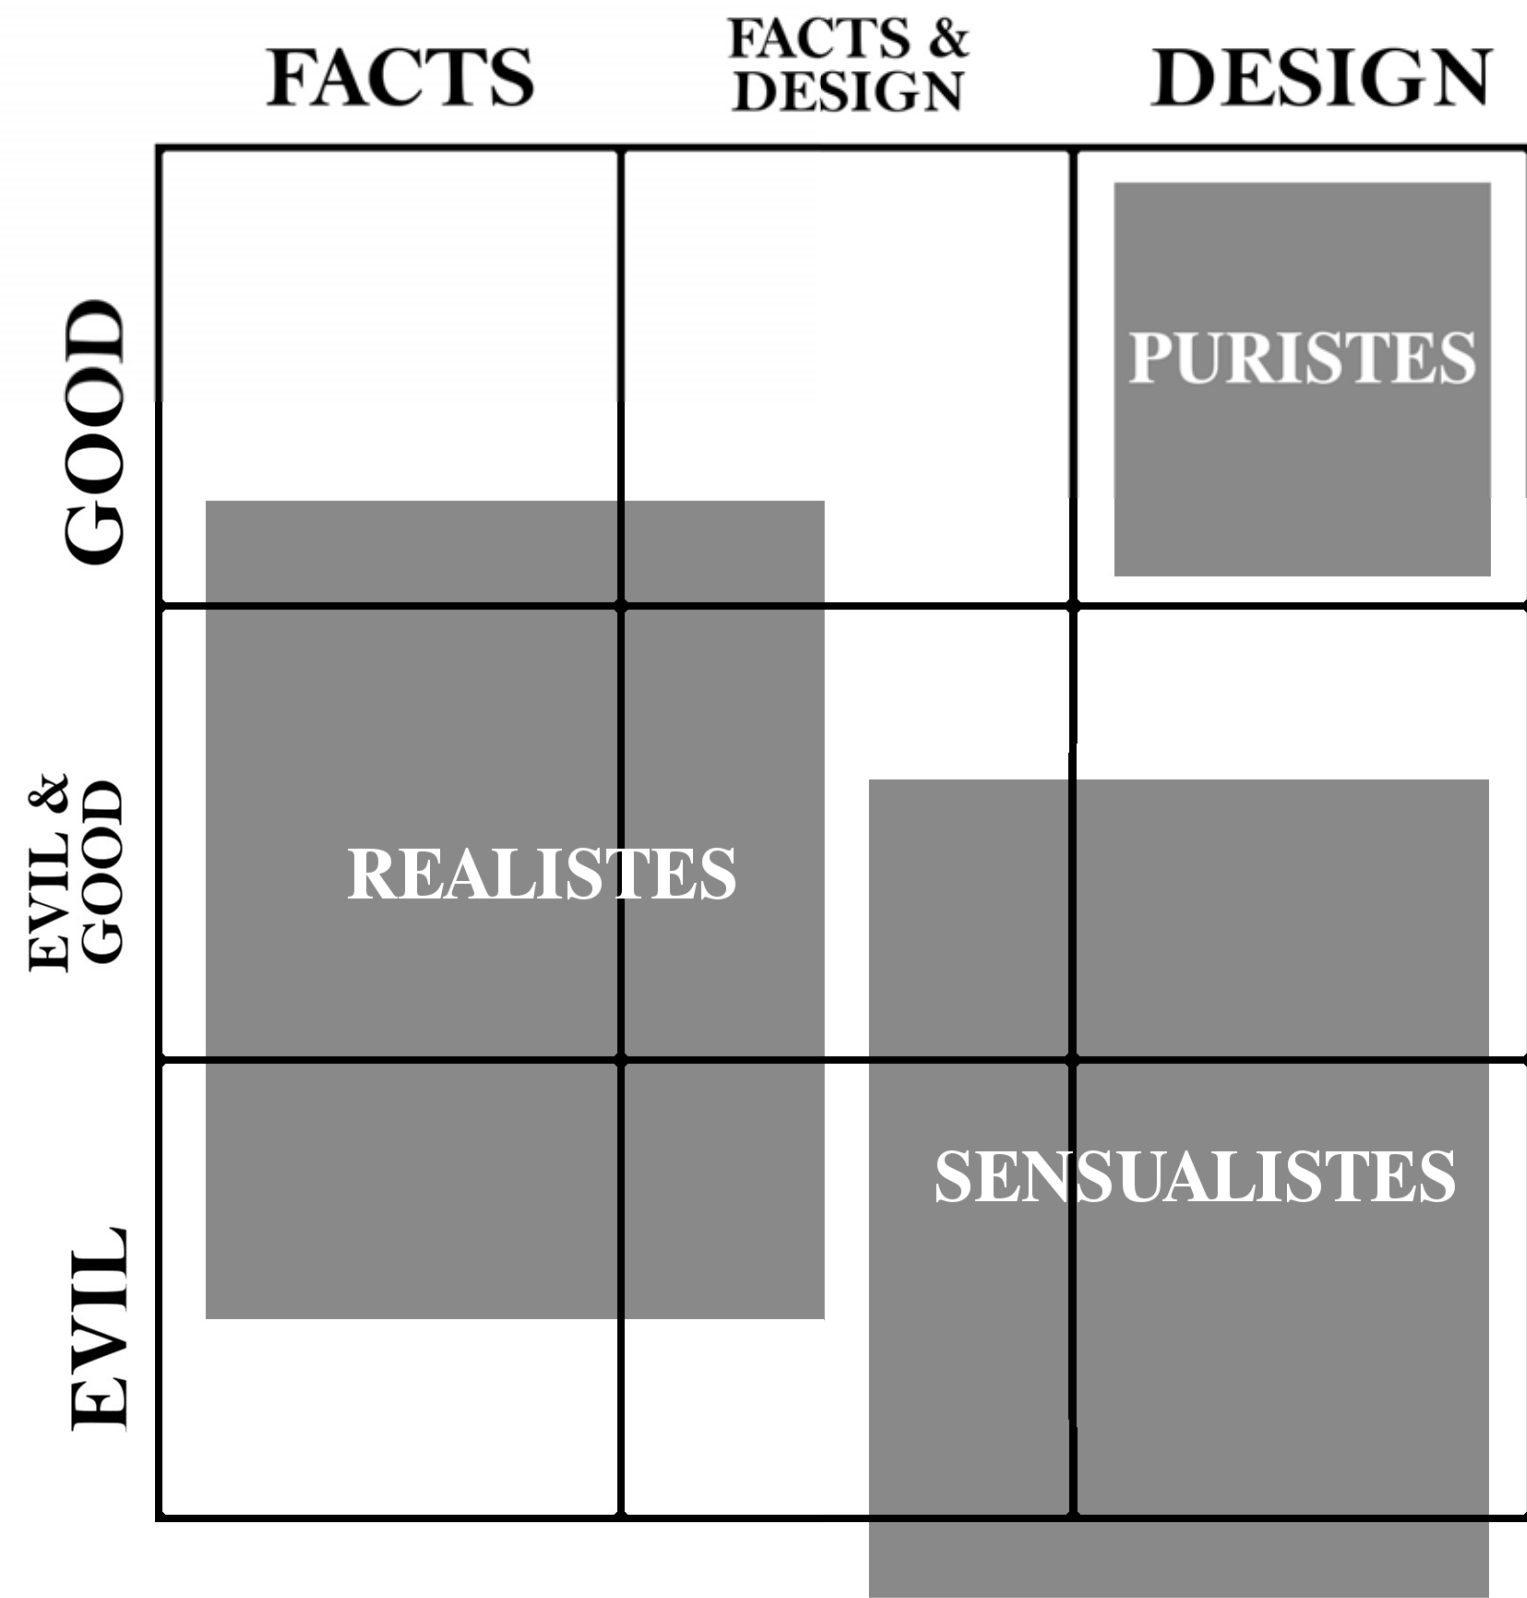 FACTS
FACTS &
DESIGN
DESIGN
GOOD
PURISTES
EVIL &
GOOD
REALISTES
EVIL
SENSUALISTES